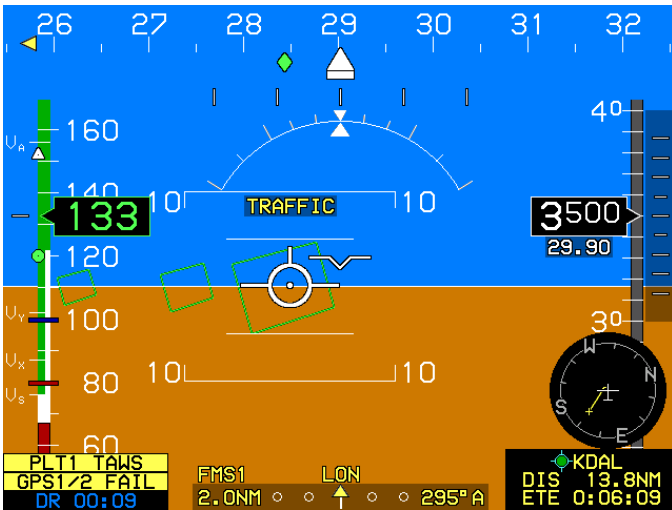 26 27 28 29 30 31 32
160
VA
140
133
10 10
TRAFFIC
40
3500
29.90
120
VY
100
30
VX
80
VS
10 10
60
W
N
S
E
PLT1 TAWS
GPS1/2 FAIL
DR 00:09
FMS1 LON
2.0NM 295°A
KDAL
DIS 13.8NM
ETE 0:06:09